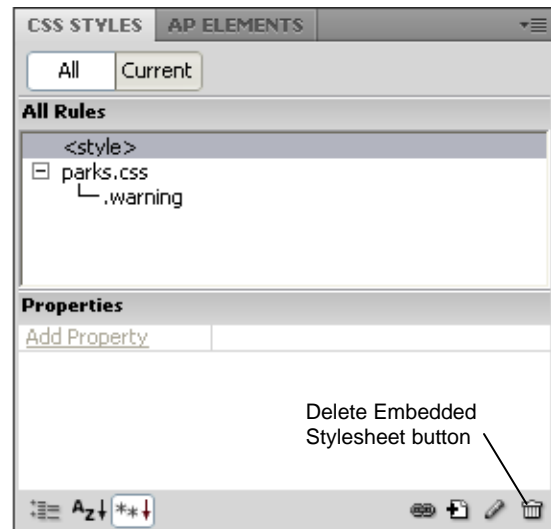 CSS STYLES AP ELEMENTS
All Current
All Rules
<style>
parks.css
.warning
Properties
Add Property
Delete Embedded
Stylesheet button
AZ
**